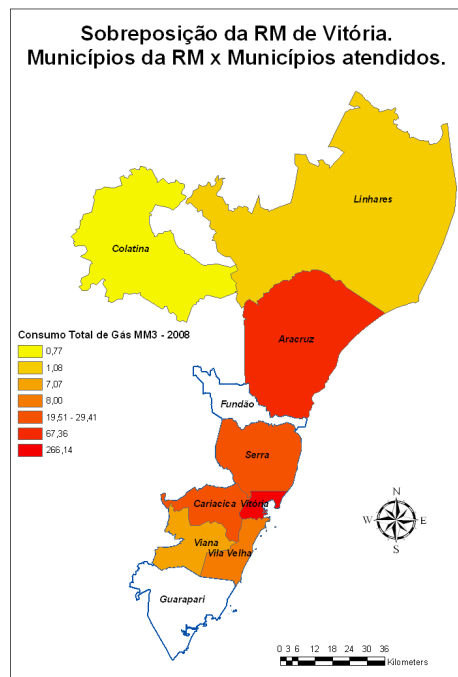 Sobreposição da RM de Vitória.
Municípios da RM x Municípios atendidos.
Linhares
Colatina
Aracruz
Consumo Total de Gás MM3 - 2008
0,77
1,08
7,07
8,00
19,51 - 29,41
67,36
266,14
Fundão
Serra
Cariacica
Vitória
Viana
Vila Velha
Guarapari
N
W
E
S
0 3 6 12 18 24 30 36
Kilometers